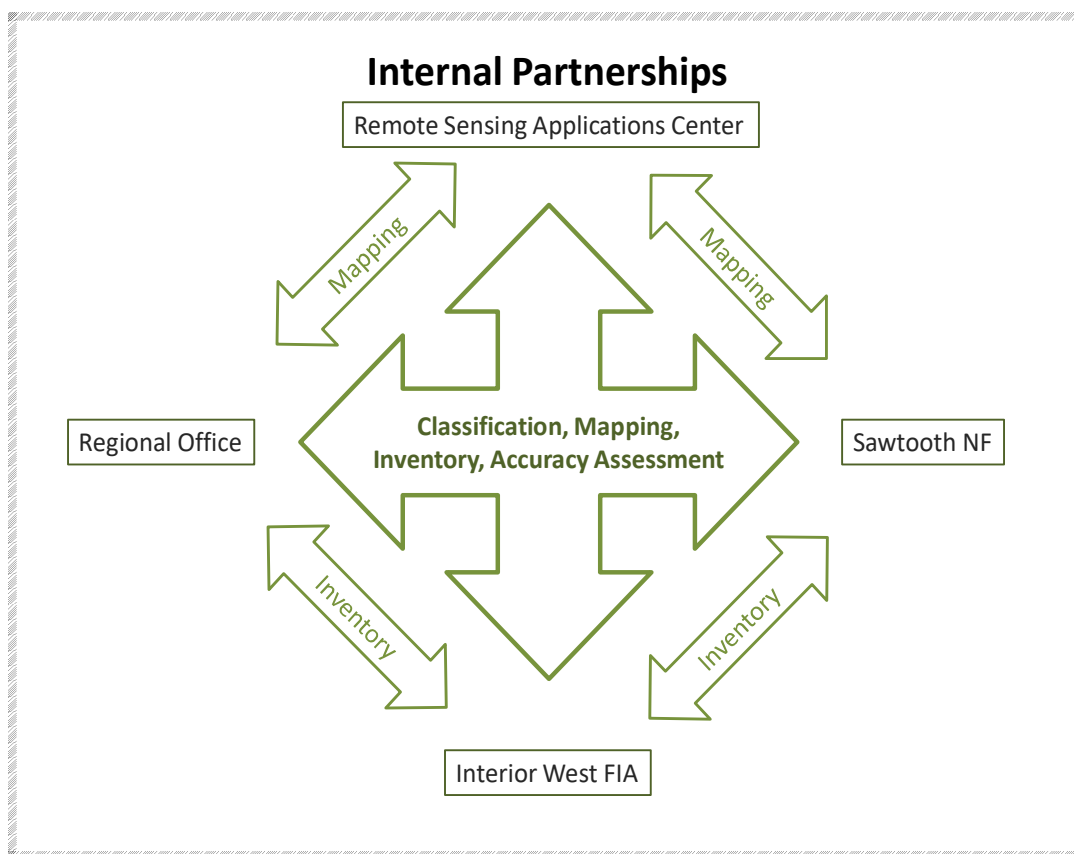 Internal Partnerships
Remote Sensing Applications Center
Mapping
Mapping
Regional Office
Classification, Mapping,
Inventory, Accuracy Assessment
Sawtooth NF
Inventory
Inventory
Interior West FIA